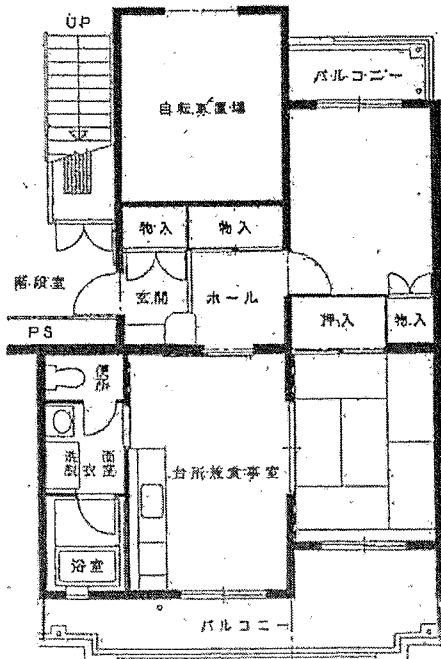 UP
バルコニー
自転車置場
物入
物入
階段室
玄関
ホール
押入
物入
PS
便所
洗面
脱衣室
台所兼食事室
浴室
バルコニー